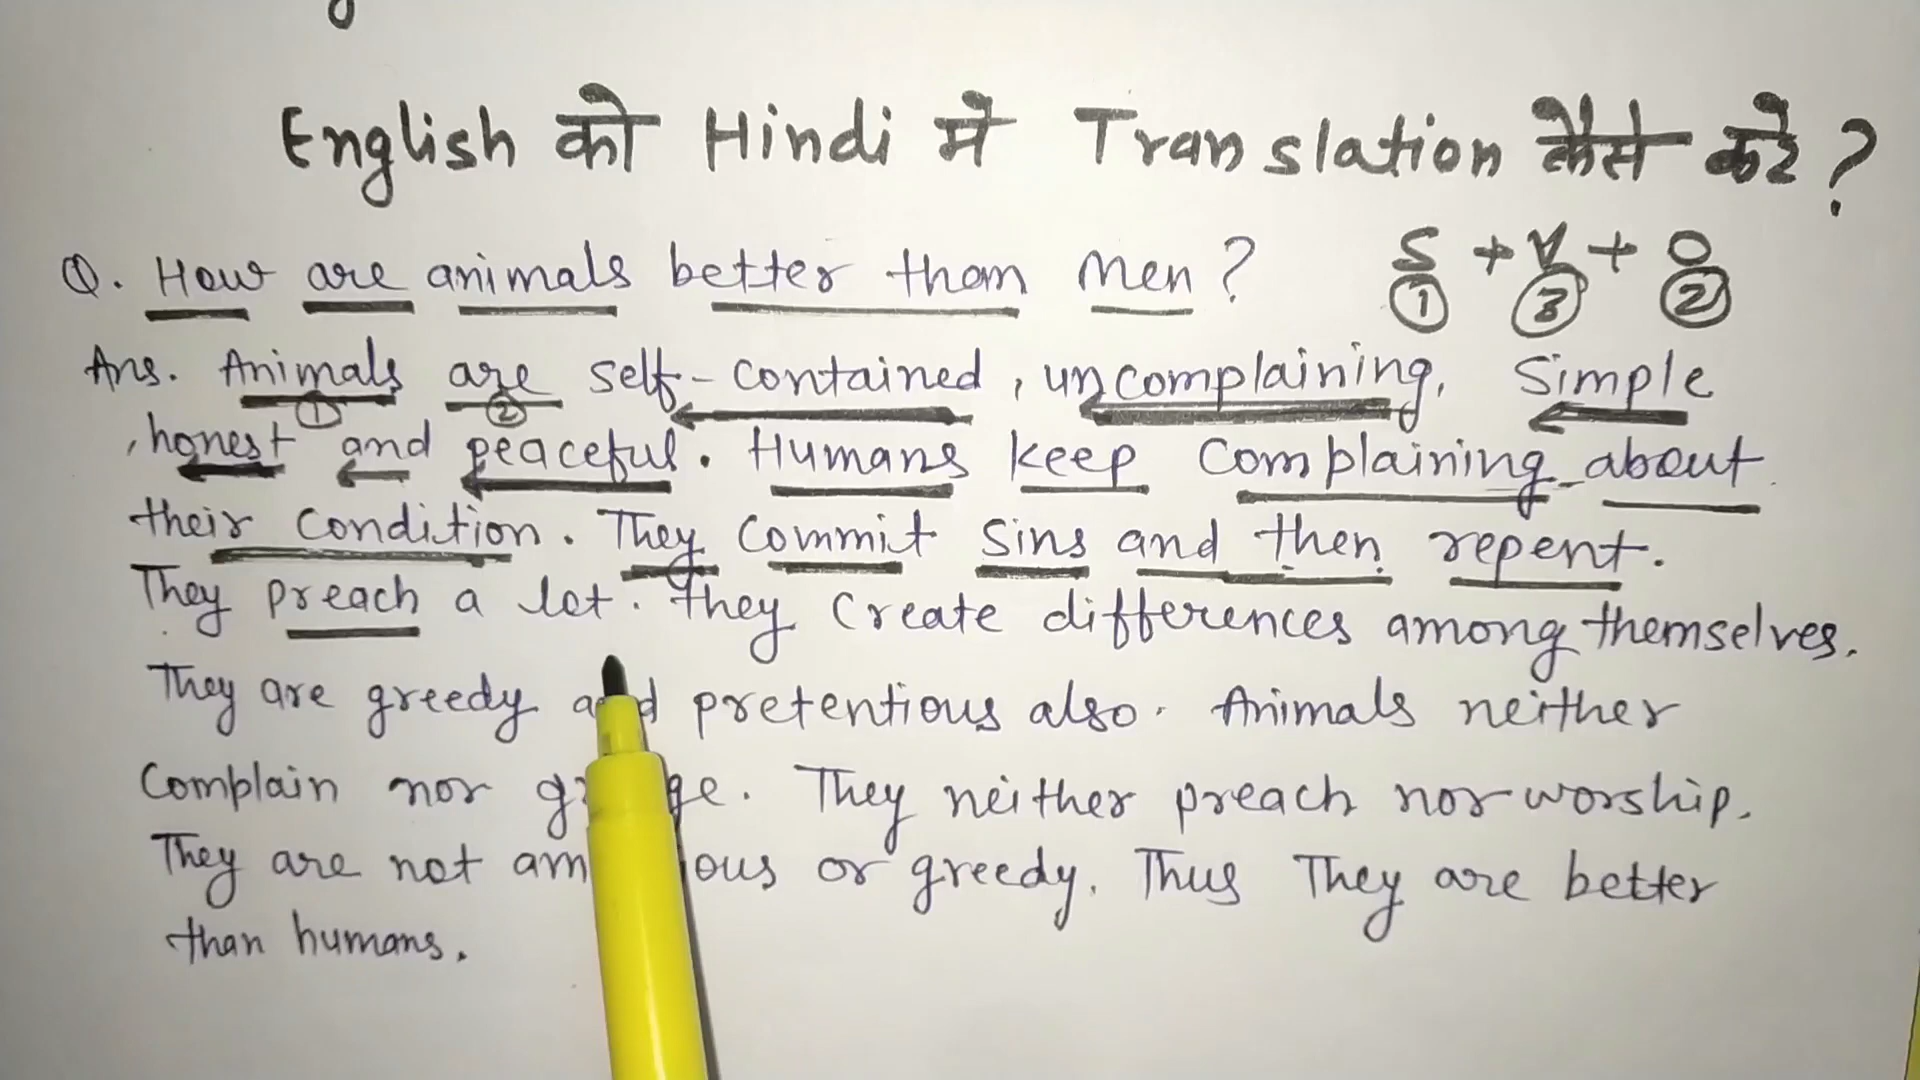 English को Hindi में Translation कैसे करे ?
Q. How are animals better than men ?
S + V + O
1 3 2
Ans. Animals are self-contained, uncomplaining, simple
1 2
, honest and peaceful. Humans keep complaining about
their condition. They commit sins and then repent.
They preach a lot. They create differences among themselves.
They are greedy and pretentious also. Animals neither
complain nor. They neither preach nor worship.
They are not or greedy. Thus They are better
than humans.